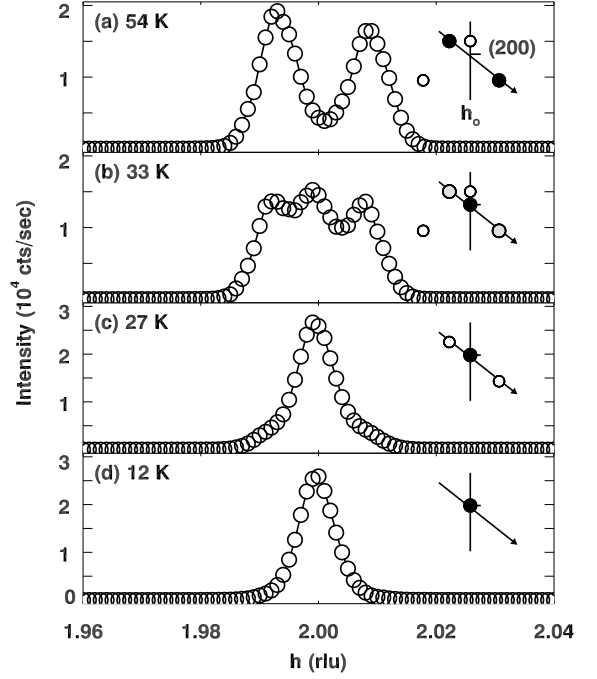 (a) 54 K
(200)
h₀
2
1
(b) 33 K
2
1
(c) 27 K
3
2
1
(d) 12 K
3
2
1
0
Intensity (10⁴ cts/sec)
1.96 1.98 2.00 2.02 2.04
h (rlu)